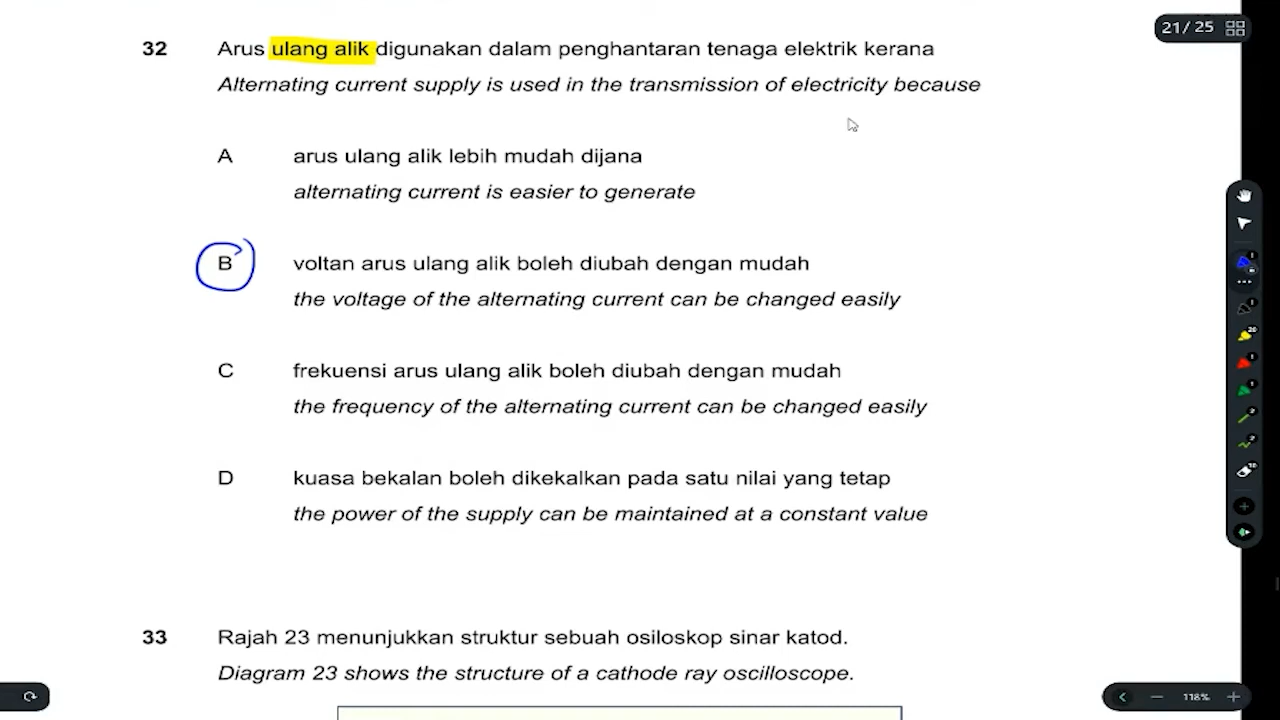 21/ 25
32 Arus ulang alik digunakan dalam penghantaran tenaga elektrik kerana
Alternating current supply is used in the transmission of electricity because
A arus ulang alik lebih mudah dijana
alternating current is easier to generate
B voltan arus ulang alik boleh diubah dengan mudah
the voltage of the alternating current can be changed easily
C frekuensi arus ulang alik boleh diubah dengan mudah
the frequency of the alternating current can be changed easily
D kuasa bekalan boleh dikekalkan pada satu nilai yang tetap
the power of the supply can be maintained at a constant value
33 Rajah 23 menunjukkan struktur sebuah osiloskop sinar katod.
Diagram 23 shows the structure of a cathode ray oscilloscope.
118%